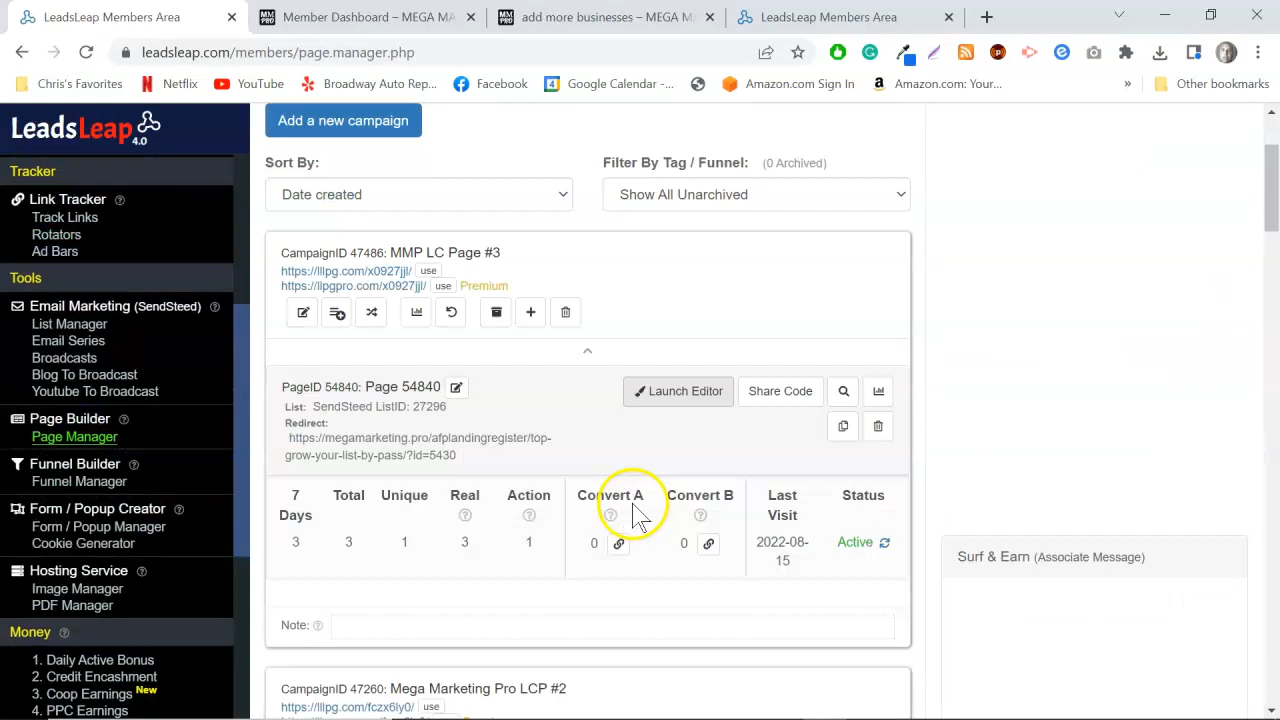 LeadsLeap Members Area
Member Dashboard – MEGA MA
add more businesses – MEGA M
LeadsLeap Members Area
leadsleap.com/members/page.manager.php
Chris's Favorites
Netflix
YouTube
Broadway Auto Rep...
Facebook
Google Calendar -...
Amazon.com Sign In
Amazon.com: Your...
»
Other bookmarks
LeadsLeap
4.0
Tracker
Link Tracker
Track Links
Rotators
Ad Bars
Tools
Email Marketing (SendSteed)
List Manager
Email Series
Broadcasts
Blog To Broadcast
Youtube To Broadcast
Page Builder
Page Manager
Funnel Builder
Funnel Manager
Form / Popup Creator
Form / Popup Manager
Cookie Generator
Hosting Service
Image Manager
PDF Manager
Money
1. Daily Active Bonus
2. Credit Encashment
3. Coop Earnings New
4. PPC Earnings
Add a new campaign
Sort By:
Date created
Filter By Tag / Funnel: (0 Archived)
Show All Unarchived
CampaignID 47486: MMP LC Page #3
https://lllpg.com/x0927jjl/ use
https://llpgpro.com/x0927jjl/ use Premium
PageID 54840: Page 54840
List: SendSteed ListID: 27296
Redirect:
https://megamarketing.pro/afplandingregister/top-
grow-your-list-by-pass/?id=5430
Launch Editor
Share Code
7 Days Total Unique Real Action Convert A Convert B Last Visit Status
3 3 1 3 1 0 0 2022-08-15 Active
Note:
CampaignID 47260: Mega Marketing Pro LCP #2
https://lllpg.com/fczx6ly0/ use
Surf & Earn (Associate Message)